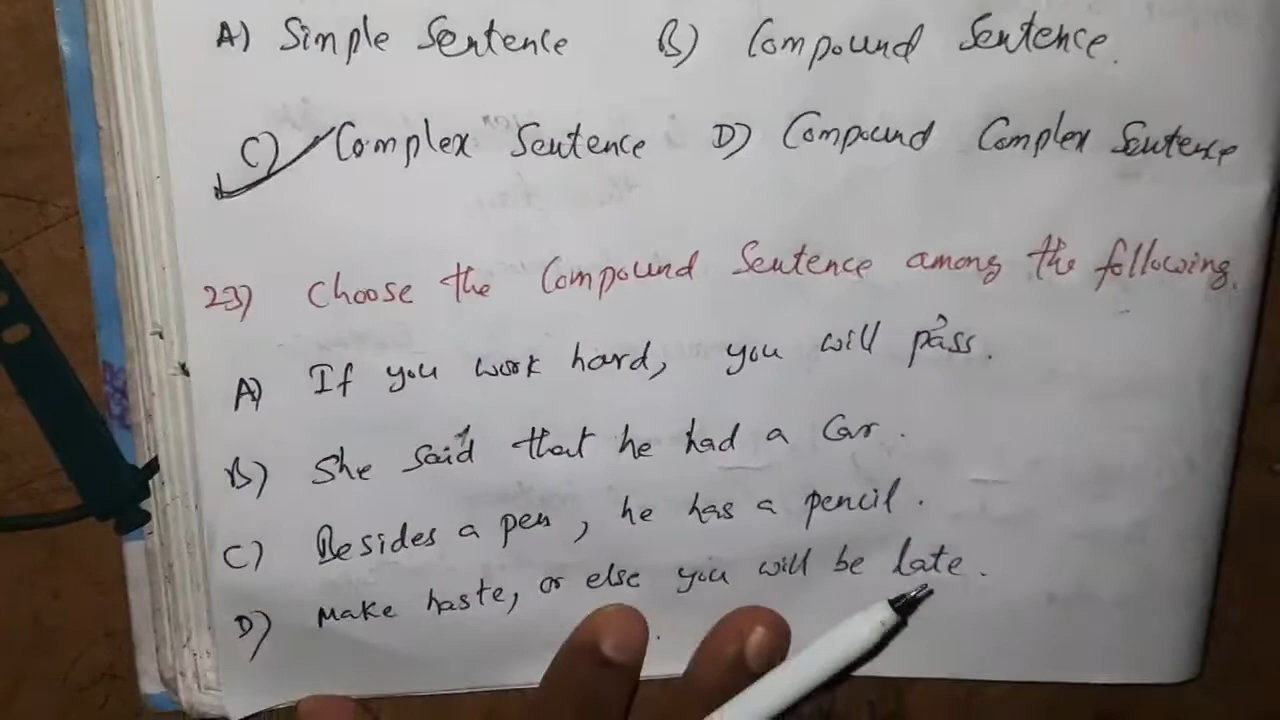 A) Simple Sentence B) Compound Sentence.
C) Complex Sentence D) Compound Complex Sentence
23) Choose the Compound Sentence among the following.
A) If you work hard, you will pass.
B) She said that he had a Car.
C) Besides a pen, he has a pencil.
D) Make haste, or else you will be late.